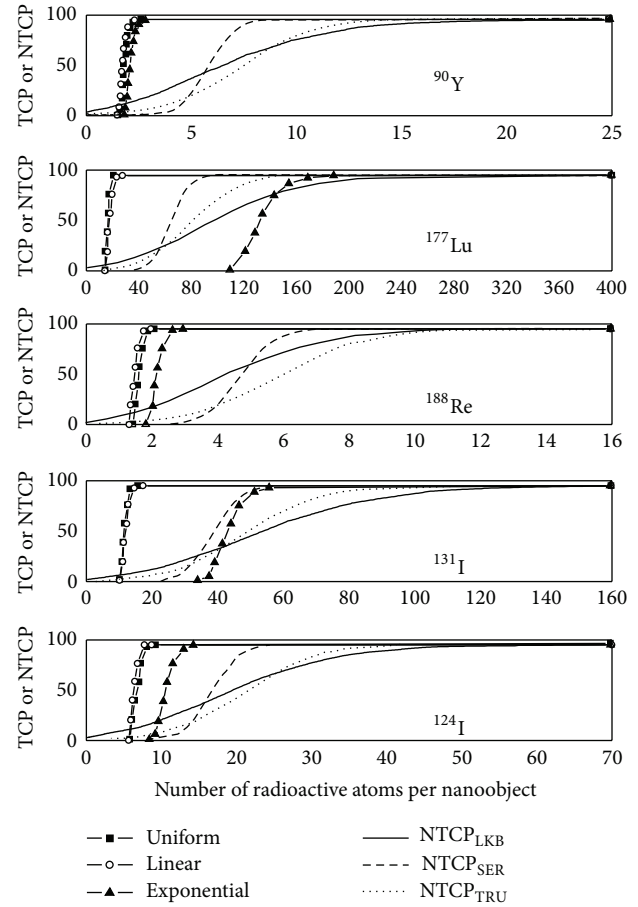 TCP or NTCP
100
50
0
0 5 10 15 20 25
90Y
TCP or NTCP
100
50
0
0 40 80 120 160 200 240 280 320 360 400
177Lu
TCP or NTCP
100
50
0
0 2 4 6 8 10 12 14 16
188Re
TCP or NTCP
100
50
0
0 20 40 60 80 100 120 140 160
131I
TCP or NTCP
100
50
0
0 10 20 30 40 50 60 70
124I
Number of radioactive atoms per nanoobject
Uniform
Linear
Exponential
NTCPLKB
NTCPSER
NTCPTRU